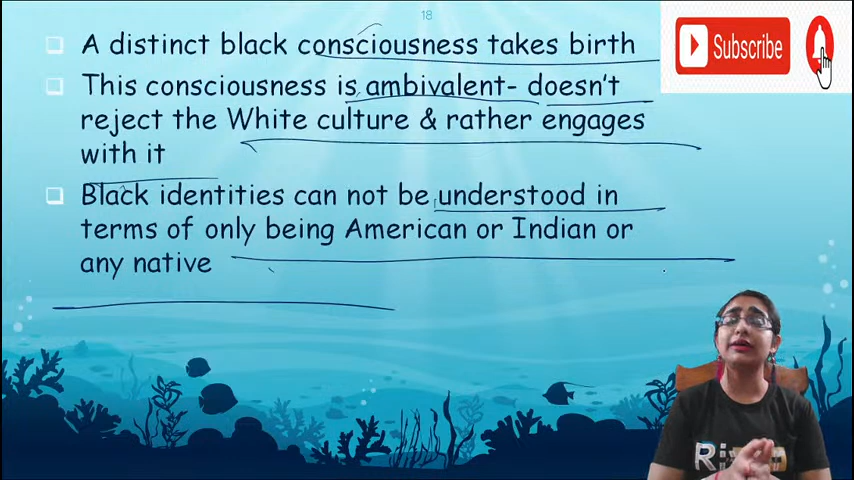 18
A distinct black consciousness takes birth
This consciousness is ambivalent- doesn't
reject the White culture & rather engages
with it
Black identities can not be understood in
terms of only being American or Indian or
any native
Subscribe